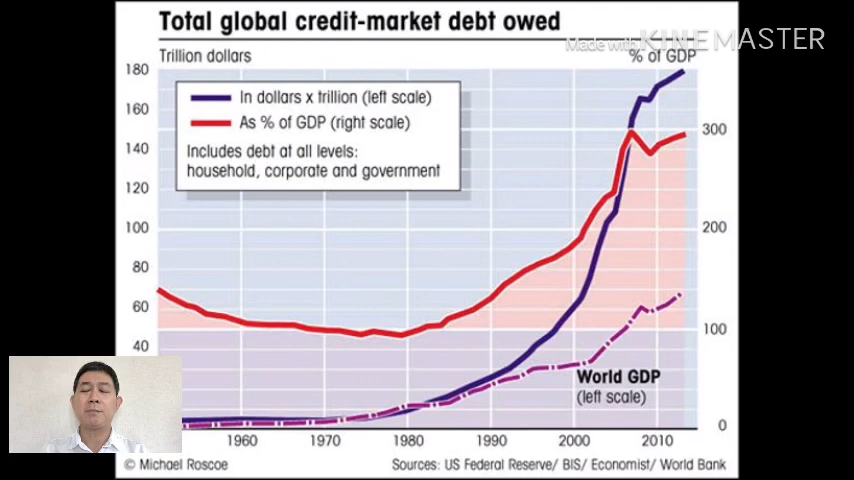 Total global credit-market debt owed
Made with KINEMASTER
Trillion dollars
% of GDP
180
160
140
120
100
80
60
40
300
200
100
0
In dollars x trillion (left scale)
As % of GDP (right scale)
Includes debt at all levels:
household, corporate and government
World GDP
(left scale)
1960 1970 1980 1990 2000 2010
© Michael Roscoe
Sources: US Federal Reserve/ BIS/ Economist/ World Bank